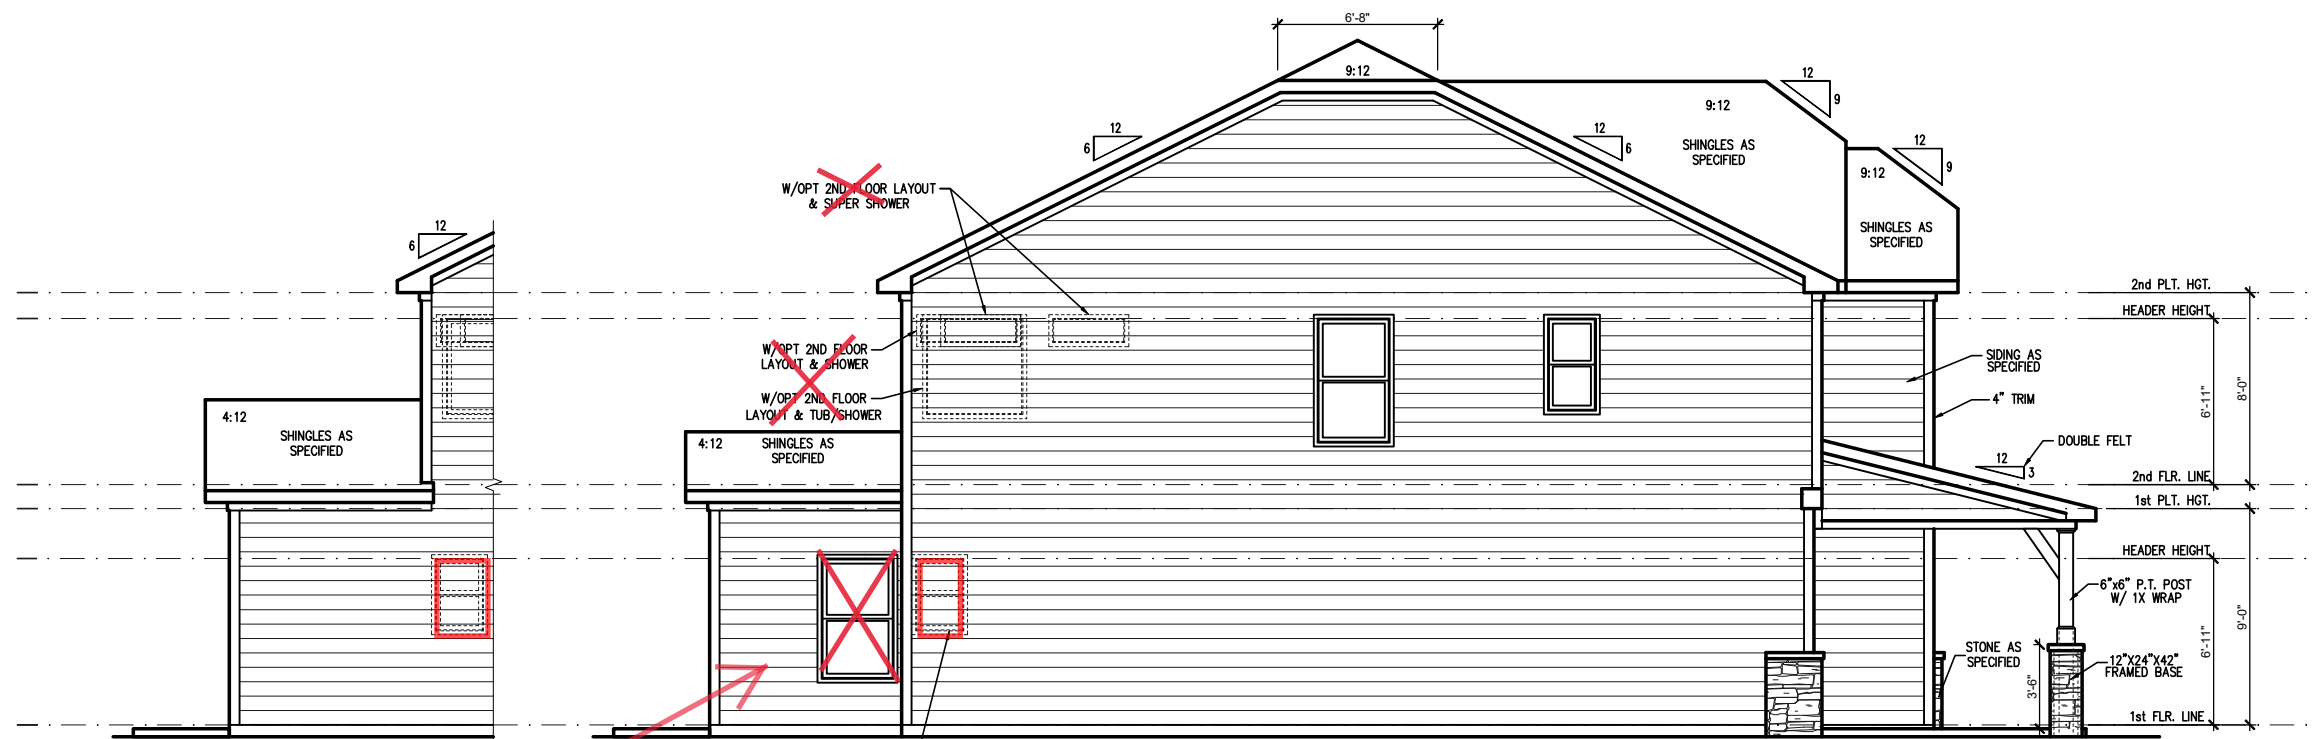 6'-8"
9:12
12
9
9:12
12
6
12
6
SHINGLES AS
SPECIFIED
12
9
9:12
W/OPT 2ND FLOOR LAYOUT
& SUPER SHOWER
12
6
SHINGLES AS
SPECIFIED
2nd PLT. HGT.
HEADER HEIGHT
W/OPT 2ND FLOOR
LAYOUT & SHOWER
SIDING AS
SPECIFIED
W/OPT 2ND FLOOR
LAYOUT & TUB/SHOWER
4" TRIM
6'-11"
8'-0"
4:12
SHINGLES AS
SPECIFIED
4:12
SHINGLES AS
SPECIFIED
DOUBLE FELT
12
3
2nd FLR. LINE
1st PLT. HGT.
HEADER HEIGHT
6"x6" P.T. POST
W/ 1X WRAP
9'-0"
6'-11"
STONE AS
SPECIFIED
12"X24"X42"
FRAMED BASE
3'-6"
1st FLR. LINE